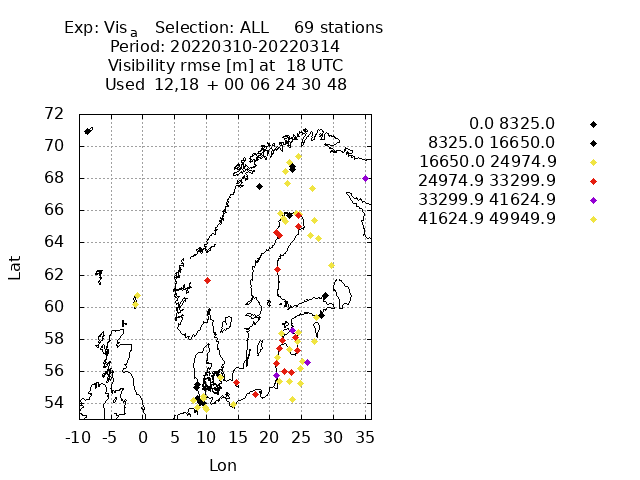 Exp: Vis a   Selection: ALL     69 stations
Period: 20220310-20220314
Visibility rmse [m] at  18 UTC
Used  12,18  + 00 06 24 30 48
0.0 8325.0
8325.0 16650.0
16650.0 24974.9
24974.9 33299.9
33299.9 41624.9
41624.9 49949.9
72
70
68
66
64
62
60
58
56
54
Lat
-10 -5 0 5 10 15 20 25 30 35
Lon